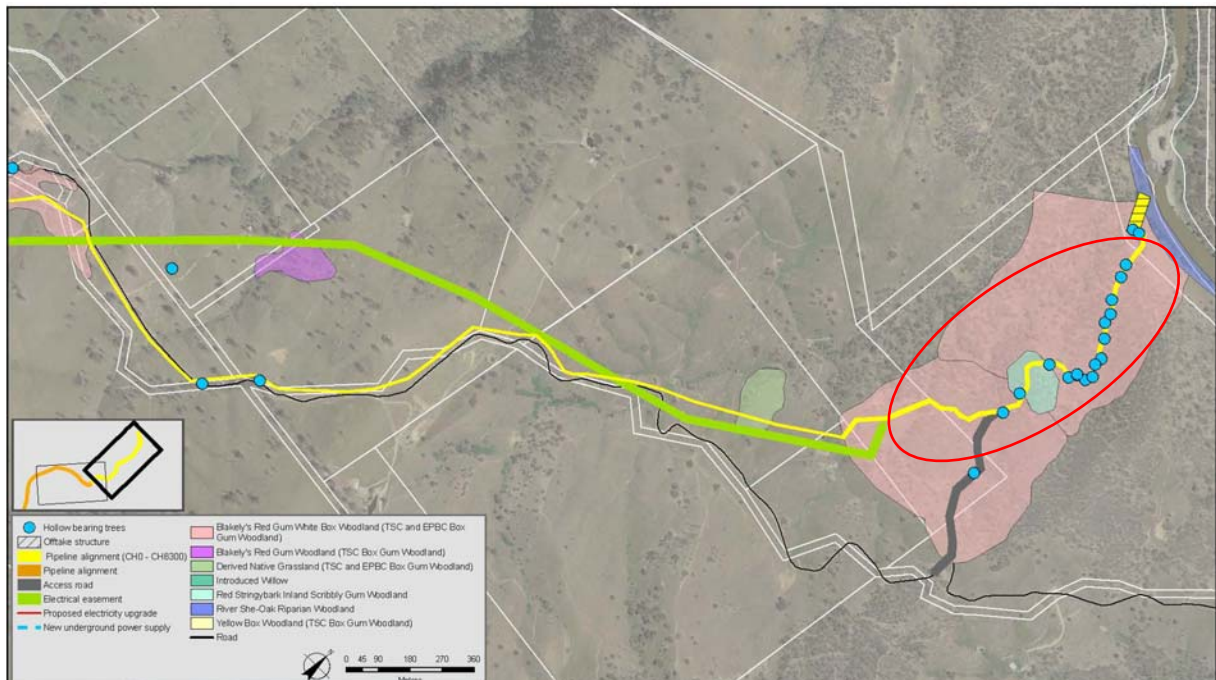 Hollow bearing trees
Offtake structure
Pipeline alignment (CH0 - CH8300)
Pipeline alignment
Access road
Electrical easement
Proposed electricity upgrade
New underground power supply
Blakely's Red Gum White Box Woodland (TSC and EPBC Box
Gum Woodland)
Blakely's Red Gum Woodland (TSC Box Gum Woodland)
Derived Native Grassland (TSC and EPBC Box Gum Woodland)
Introduced Willow
Red Stringybark Inland Scribbly Gum Woodland
River She-Oak Riparian Woodland
Yellow Box Woodland (TSC Box Gum Woodland)
Road
0 45 90 180 270 360